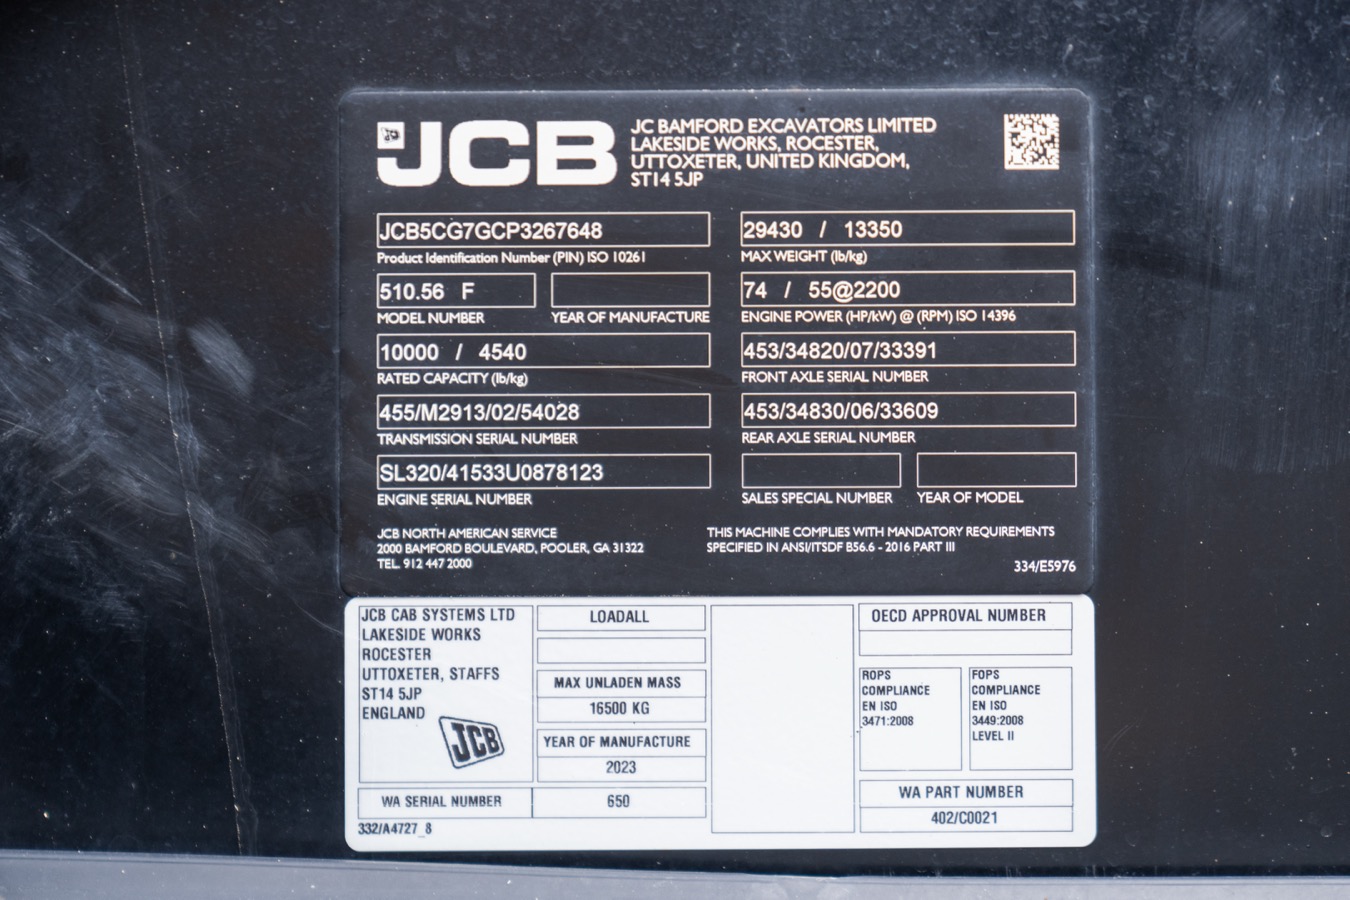 JCB
JC BAMFORD EXCAVATORS LIMITED
LAKESIDE WORKS, ROCESTER,
UTTOXETER, UNITED KINGDOM,
ST14 5JP
JCB5CG7GCP3267648
Product Identification Number (PIN) ISO 10261
29430 / 13350
MAX WEIGHT (lb/kg)
510.56 F
MODEL NUMBER
YEAR OF MANUFACTURE
74 / 55@2200
ENGINE POWER (HP/kW) @ (RPM) ISO 14396
10000 / 4540
RATED CAPACITY (lb/kg)
453/34820/07/33391
FRONT AXLE SERIAL NUMBER
455/M2913/02/54028
TRANSMISSION SERIAL NUMBER
453/34830/06/33609
REAR AXLE SERIAL NUMBER
SL320/41533U0878123
ENGINE SERIAL NUMBER
SALES SPECIAL NUMBER
YEAR OF MODEL
JCB NORTH AMERICAN SERVICE
2000 BAMFORD BOULEVARD, POOLER, GA 31322
TEL. 912 447 2000
THIS MACHINE COMPLIES WITH MANDATORY REQUIREMENTS
SPECIFIED IN ANSI/ITSDF B56.6 - 2016 PART III
334/E5976
JCB CAB SYSTEMS LTD
LAKESIDE WORKS
ROCESTER
UTTOXETER, STAFFS
ST14 5JP
ENGLAND
JCB
WA SERIAL NUMBER
650
332/A4727_8
LOADALL
MAX UNLADEN MASS
16500 KG
YEAR OF MANUFACTURE
2023
OECD APPROVAL NUMBER
ROPS
COMPLIANCE
EN ISO
3471:2008
FOPS
COMPLIANCE
EN ISO
3449:2008
LEVEL II
WA PART NUMBER
402/C0021